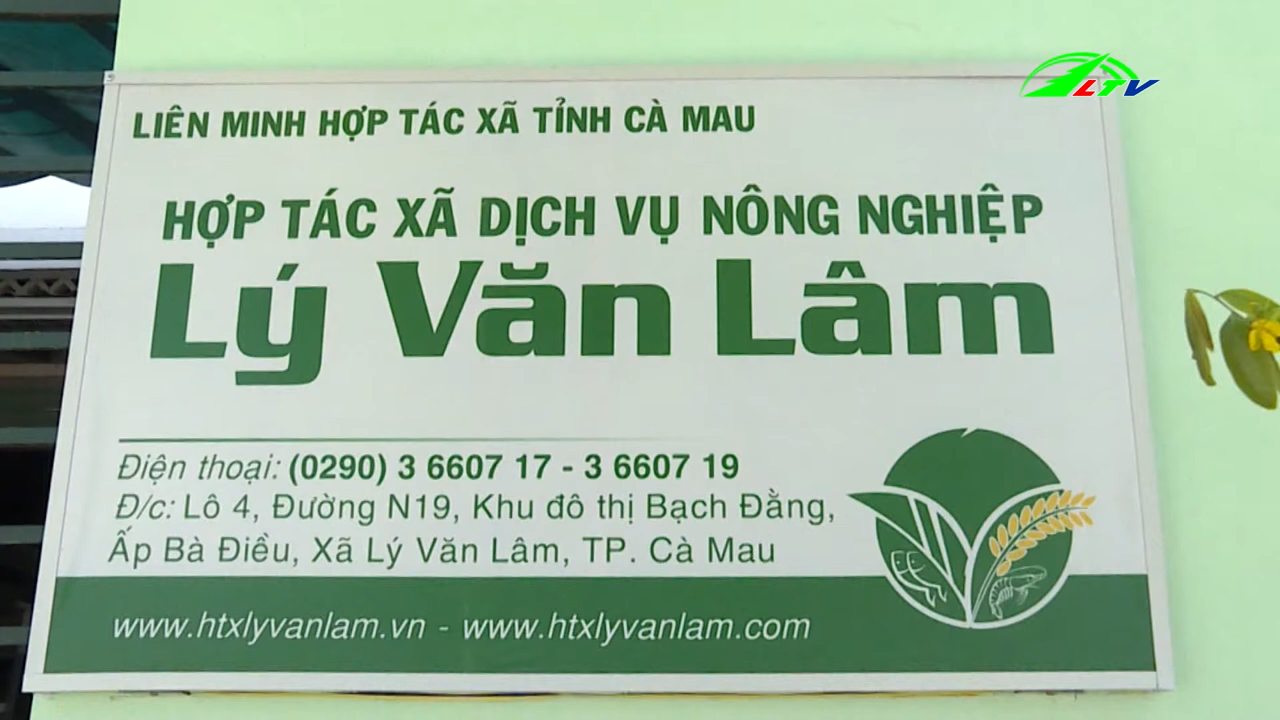 LTV
LIÊN MINH HỢP TÁC XÃ TỈNH CÀ MAU
HỢP TÁC XÃ DỊCH VỤ NÔNG NGHIỆP
Lý Văn Lâm
Điện thoại: (0290) 3 6607 17 - 3 6607 19
Đ/c: Lô 4, Đường N19, Khu đô thị Bạch Đằng,
Ấp Bà Điều, Xã Lý Văn Lâm, TP. Cà Mau
www.htxlyvanlam.vn - www.htxlyvanlam.com